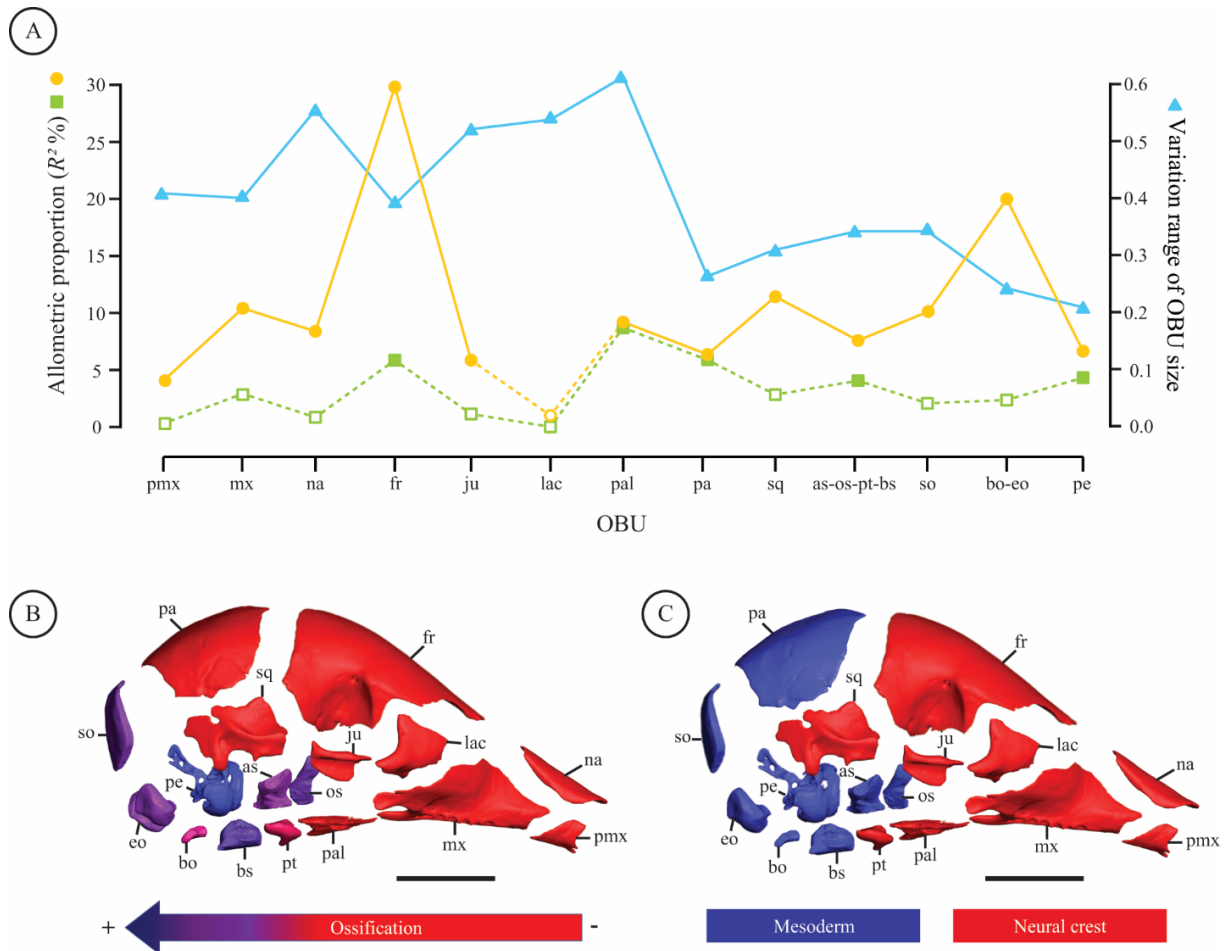 A
Allometric proportion (R² %)
30
25
20
15
10
5
0
0.6
0.5
0.4
0.3
0.2
0.1
0.0
Variation range of OBU size
pmx mx na fr ju lac pal pa sq as-os-pt-bs so bo-eo pe
OBU
B
pa
fr
sq
so
ju
lac
na
as
pe
os
eo
bo
bs
pt
pal
mx
pmx
+ Ossification -
C
pa
fr
sq
so
ju
lac
na
as
pe
os
eo
bo
bs
pt
pal
mx
pmx
Mesoderm
Neural crest